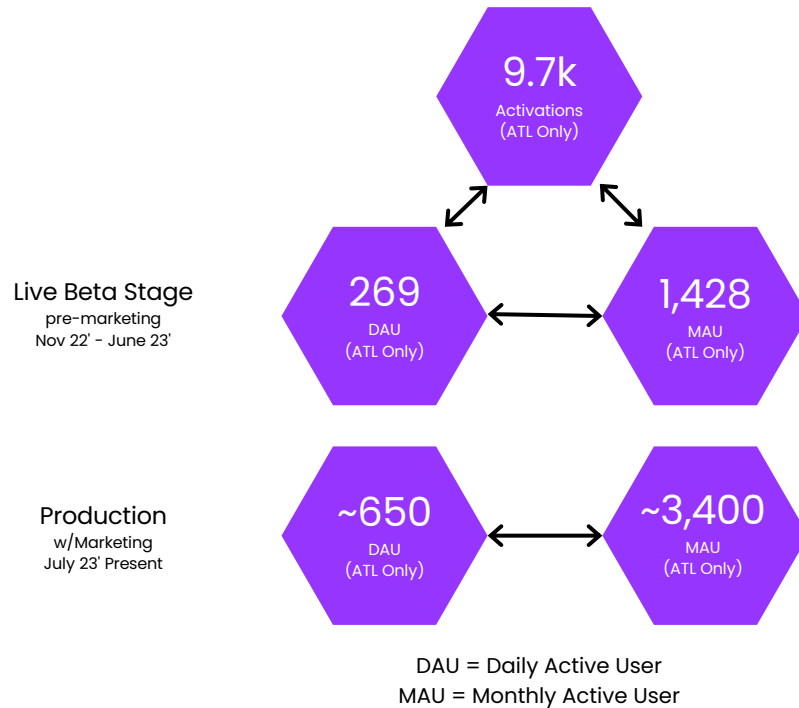 9.7k
Activations
(ATL Only)
Live Beta Stage
pre-marketing
Nov 22' - June 23'
269
DAU
(ATL Only)
1,428
MAU
(ATL Only)
Production
w/Marketing
July 23' Present
~650
DAU
(ATL Only)
~3,400
MAU
(ATL Only)
DAU = Daily Active User
MAU = Monthly Active User